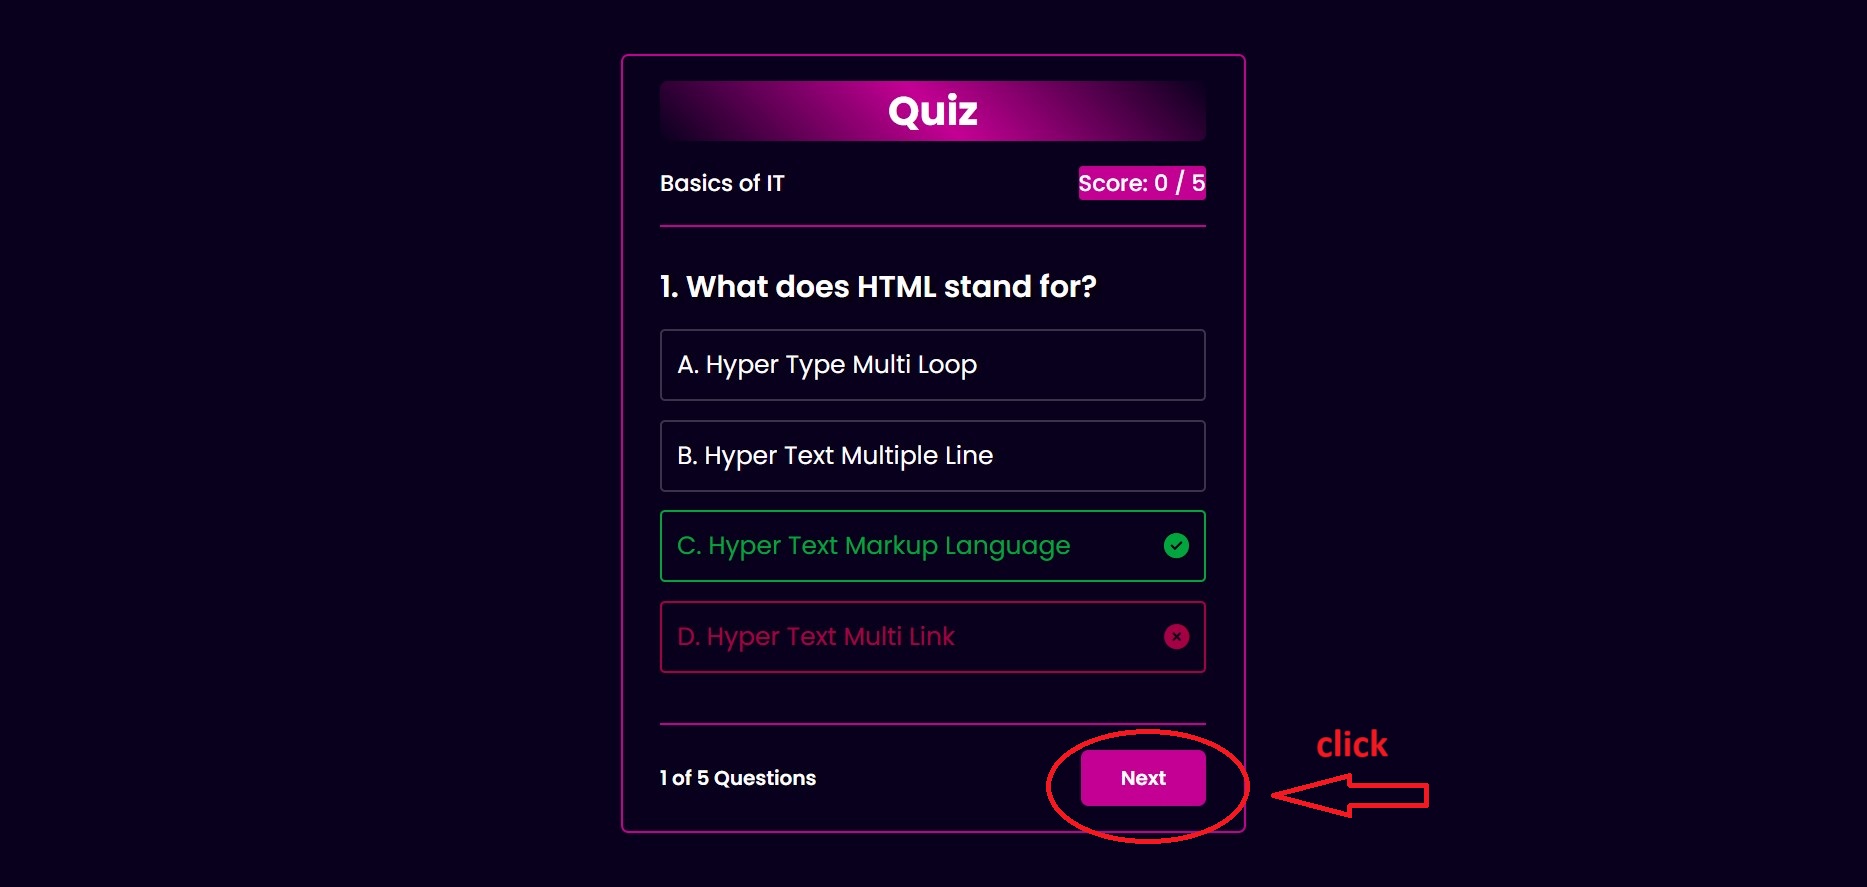 Quiz
Basics of IT
Score: 0 / 5
1. What does HTML stand for?
A. Hyper Type Multi Loop
B. Hyper Text Multiple Line
C. Hyper Text Markup Language
D. Hyper Text Multi Link
click
1 of 5 Questions
Next